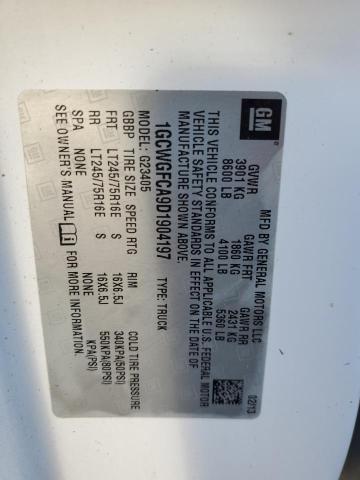 GM
MFD BY GENERAL MOTORS LLC
GVWR GAWR FRT GAWR RR
3901 KG 1860 KG 2431 KG
8600 LB 4100 LB 5360 LB
02/13
THIS VEHICLE CONFORMS TO ALL APPLICABLE U.S. FEDERAL MOTOR
VEHICLE SAFETY STANDARDS IN EFFECT ON THE DATE OF
MANUFACTURE SHOWN ABOVE.
1GCWGFCA9D1904197 TYPE: TRUCK
MODEL: G23405
GBBP TIRE SIZE SPEED RTG RIM COLD TIRE PRESSURE
FRT LT245/75R16E S 16X6.5J 340KPA(50PSI)
RR LT245/75R16E S 16X6.5J 550KPA(80PSI)
SPA NONE KPA(PSI)
SEE OWNER'S MANUAL i FOR MORE INFORMATION.